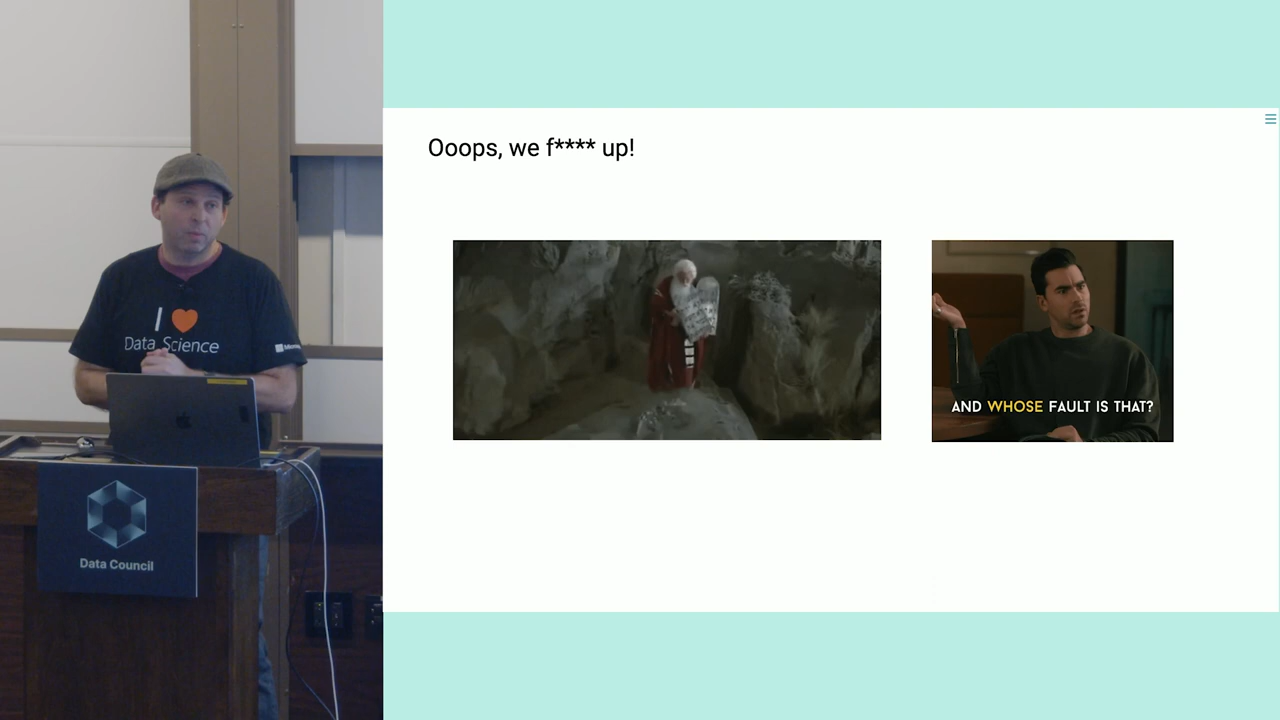 Ooops, we f**** up!
AND WHOSE FAULT IS THAT?
I
Data Science
Data Council